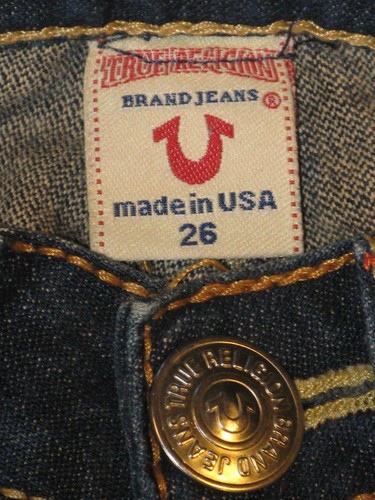 TRUE RELIGION
BRAND JEANS ®
made in USA
26
TRUE RELIGION BRAND JEANS